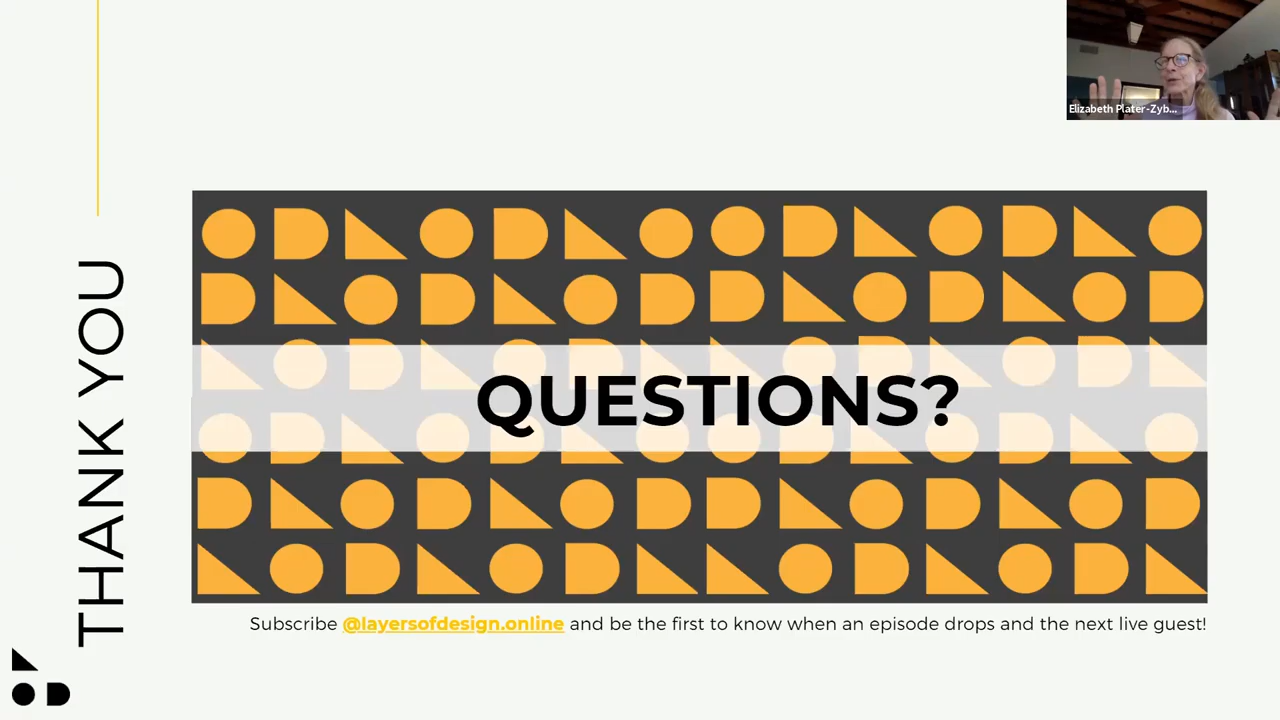 Elizabeth Plater-Zyb...
THANK YOU
QUESTIONS?
Subscribe @layersofdesign.online and be the first to know when an episode drops and the next live guest!